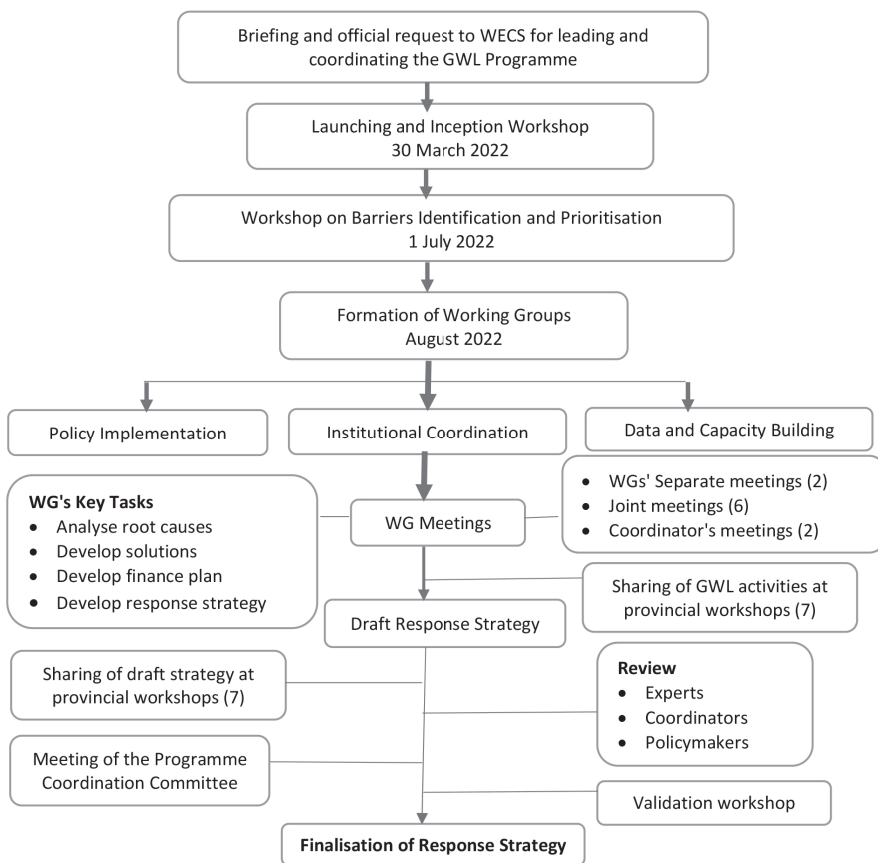 Briefing and official request to WECS for leading and
coordinating the GWL Programme
Launching and Inception Workshop
30 March 2022
Workshop on Barriers Identification and Prioritisation
1 July 2022
Formation of Working Groups
August 2022
Policy Implementation
Institutional Coordination
Data and Capacity Building
WG's Key Tasks
• Analyse root causes
• Develop solutions
• Develop finance plan
• Develop response strategy
WG Meetings
• WGs' Separate meetings (2)
• Joint meetings (6)
• Coordinator's meetings (2)
Sharing of GWL activities at
provincial workshops (7)
Draft Response Strategy
Sharing of draft strategy at
provincial workshops (7)
Review
• Experts
• Coordinators
• Policymakers
Meeting of the Programme
Coordination Committee
Validation workshop
Finalisation of Response Strategy